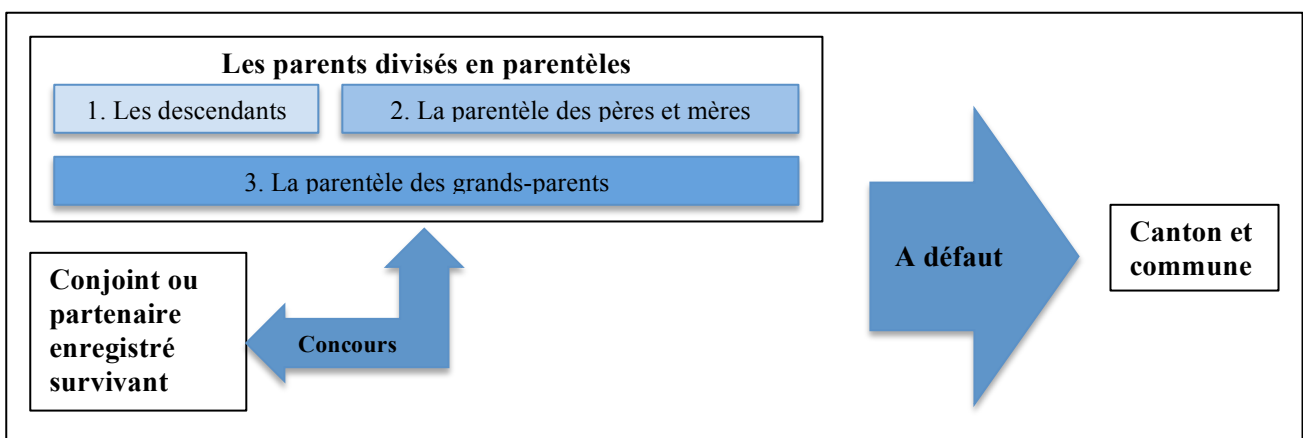 Les parents divisés en parentèles
1. Les descendants
2. La parentèle des pères et mères
3. La parentèle des grands-parents
Conjoint ou
partenaire
enregistré
survivant
Concours
A défaut
Canton et
commune